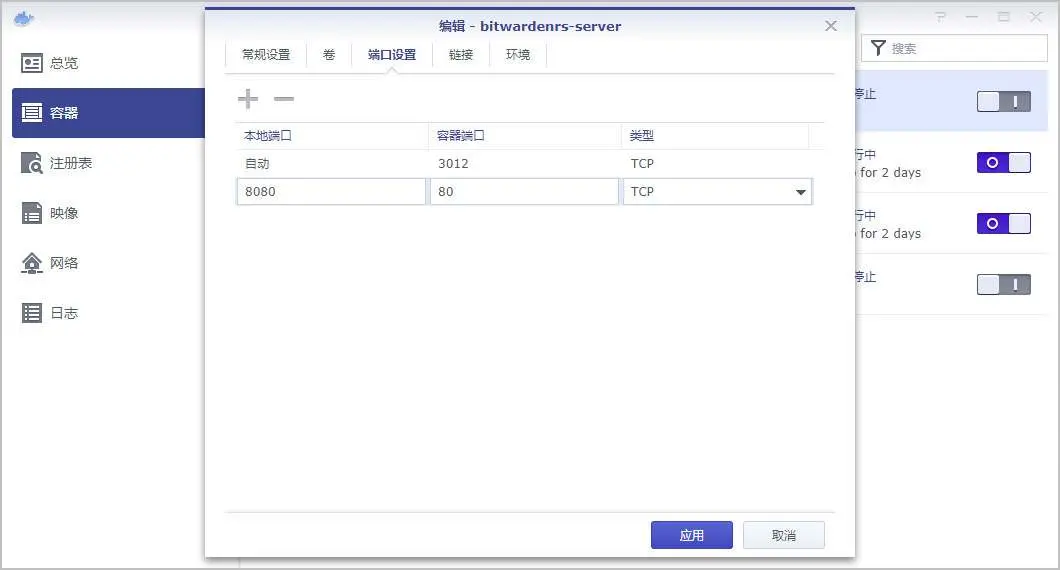 编辑 - bitwardenrs-server
总览
容器
注册表
映像
网络
日志
常规设置 卷 端口设置 链接 环境
本地端口 容器端口 类型
自动 3012 TCP
8080 80 TCP
应用 取消
搜索
停止
行中
for 2 days
行中
for 2 days
停止